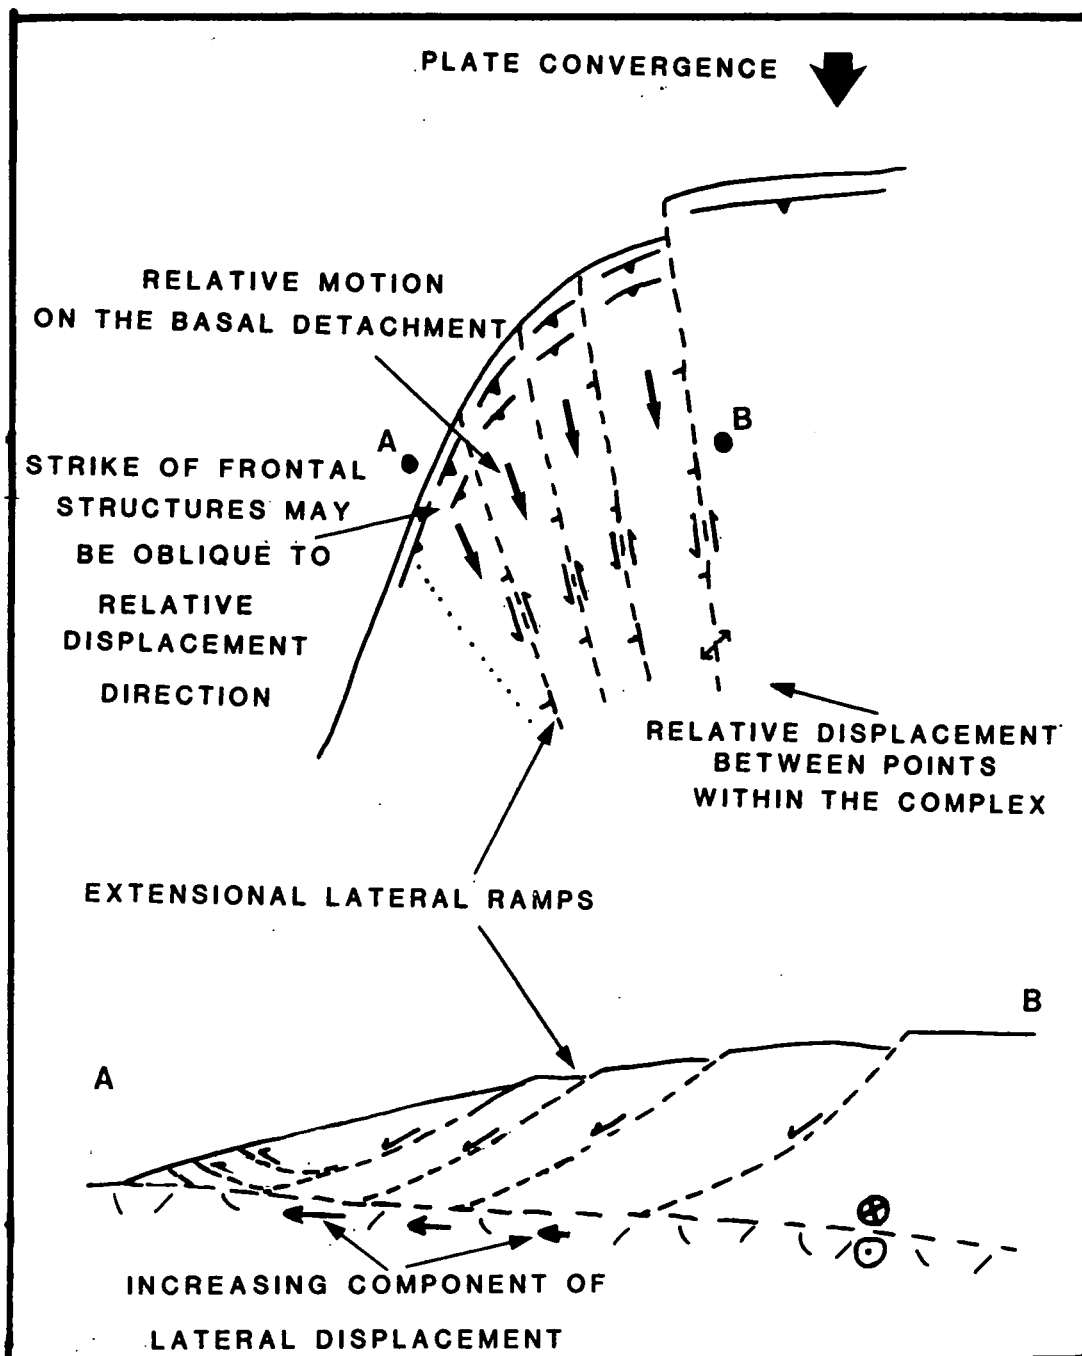 PLATE CONVERGENCE
RELATIVE MOTION
ON THE BASAL DETACHMENT
A
B
STRIKE OF FRONTAL
STRUCTURES MAY
BE OBLIQUE TO
RELATIVE
DISPLACEMENT
DIRECTION
RELATIVE DISPLACEMENT
BETWEEN POINTS
WITHIN THE COMPLEX
EXTENSIONAL LATERAL RAMPS
B
A
INCREASING COMPONENT OF
LATERAL DISPLACEMENT